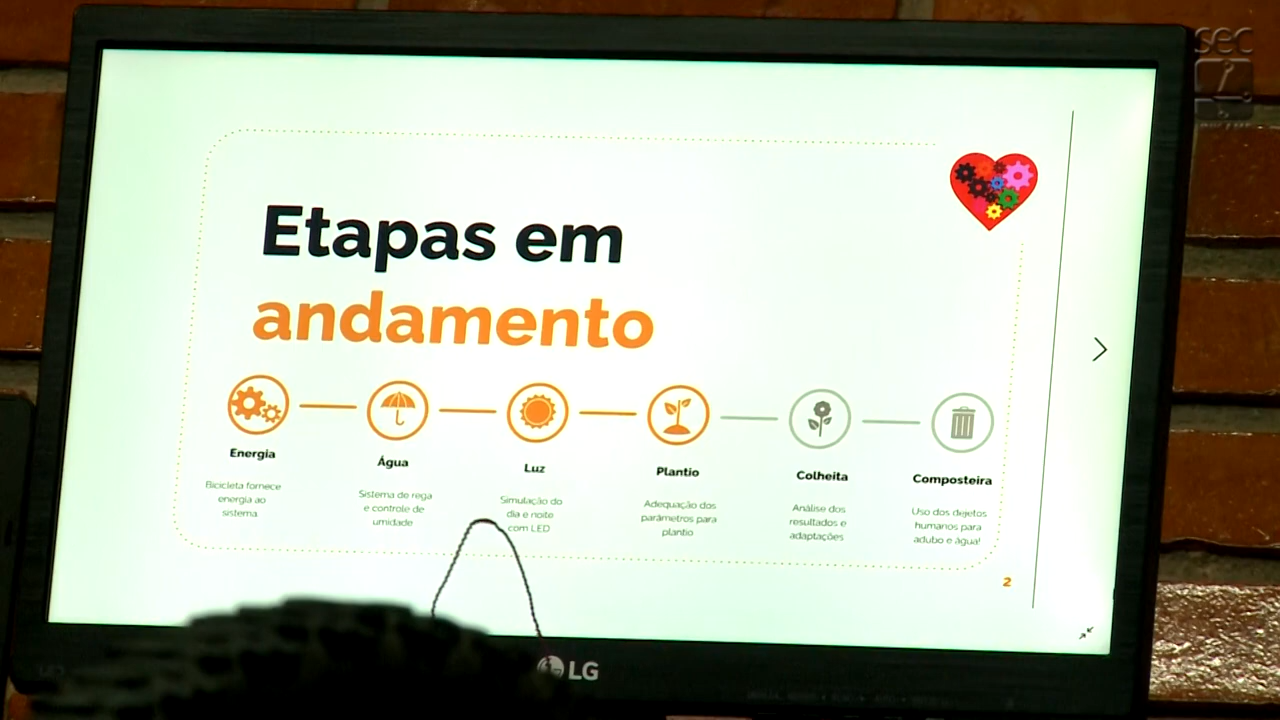 sec
Etapas em
andamento
Energia
Bicicleta fornece
energia ao
sistema.
Água
Sistema de rega
e controle de
umidade
Luz
Simulação do
dia e noite
com LED
Plantio
Adequação dos
parâmetros para
plantio
Colheita
Análise dos
resultados e
adaptações
Composteira
Uso dos dejetos
humanos para
adubo e água!
2
LG